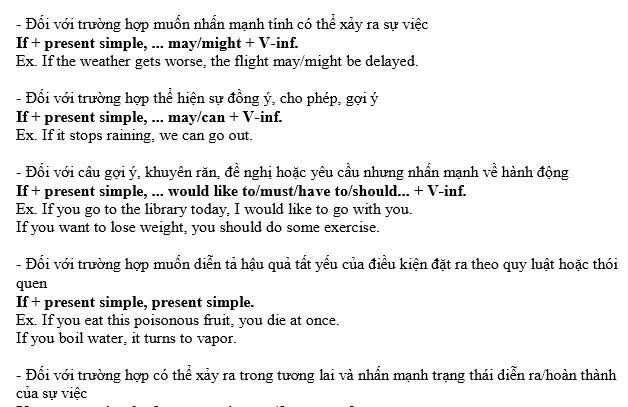 - Đối với trường hợp muốn nhấn mạnh tính có thể xảy ra sự việc
If + present simple, ... may/might + V-inf.
Ex. If the weather gets worse, the flight may/might be delayed.
- Đối với trường hợp thể hiện sự đồng ý, cho phép, gợi ý
If + present simple, ... may/can + V-inf.
Ex. If it stops raining, we can go out.
- Đối với câu gợi ý, khuyên răn, đề nghị hoặc yêu cầu nhưng nhấn mạnh về hành động
If + present simple, ... would like to/must/have to/should... + V-inf.
Ex. If you go to the library today, I would like to go with you.
If you want to lose weight, you should do some exercise.
- Đối với trường hợp muốn diễn tả hậu quả tất yếu của điều kiện đặt ra theo quy luật hoặc thói
quen
If + present simple, present simple.
Ex. If you eat this poisonous fruit, you die at once.
If you boil water, it turns to vapor.
- Đối với trường hợp có thể xảy ra trong tương lai và nhấn mạnh trạng thái diễn ra/hoàn thành
của sự việc